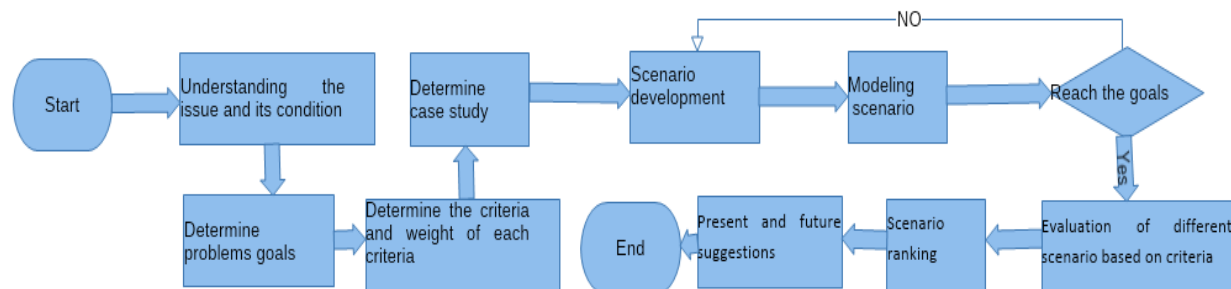 Start
Understanding the
issue and its condition
Determine
problems goals
Determine the criteria
and weight of each
criteria
Determine
case study
Scenario
development
Modeling
scenario
Reach the goals
NO
Yes
Evaluation of different
scenario based on criteria
Scenario
ranking
Present and future
suggestions
End